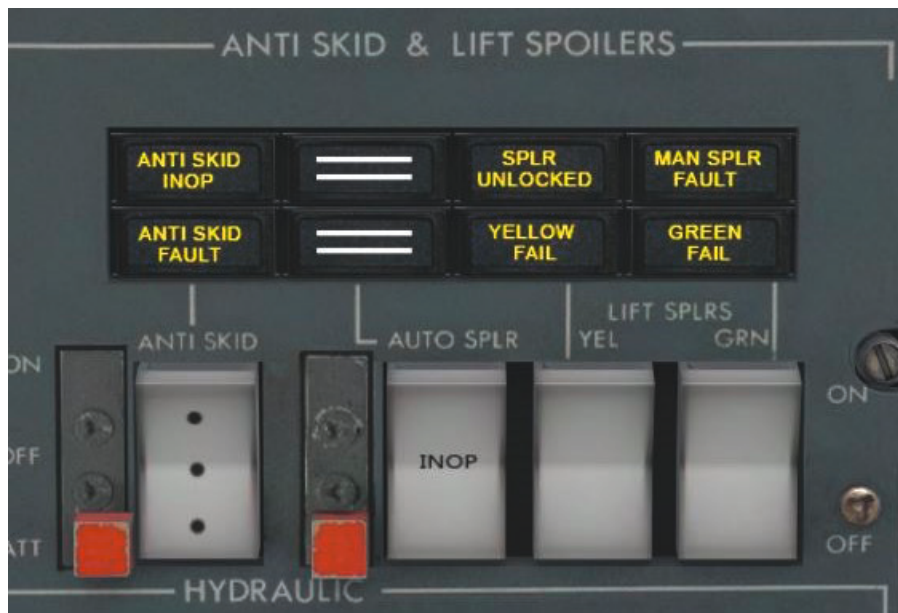 ANTI SKID & LIFT SPOILERS
ANTI SKID
INOP
SPLR
UNLOCKED
MAN SPLR
FAULT
ANTI SKID
FAULT
YELLOW
FAIL
GREEN
FAIL
LIFT SPLRS
ANTI SKID
AUTO SPLR
YEL
GRN
ON
ON
OFF
INOP
ATT
OFF
HYDRAULIC